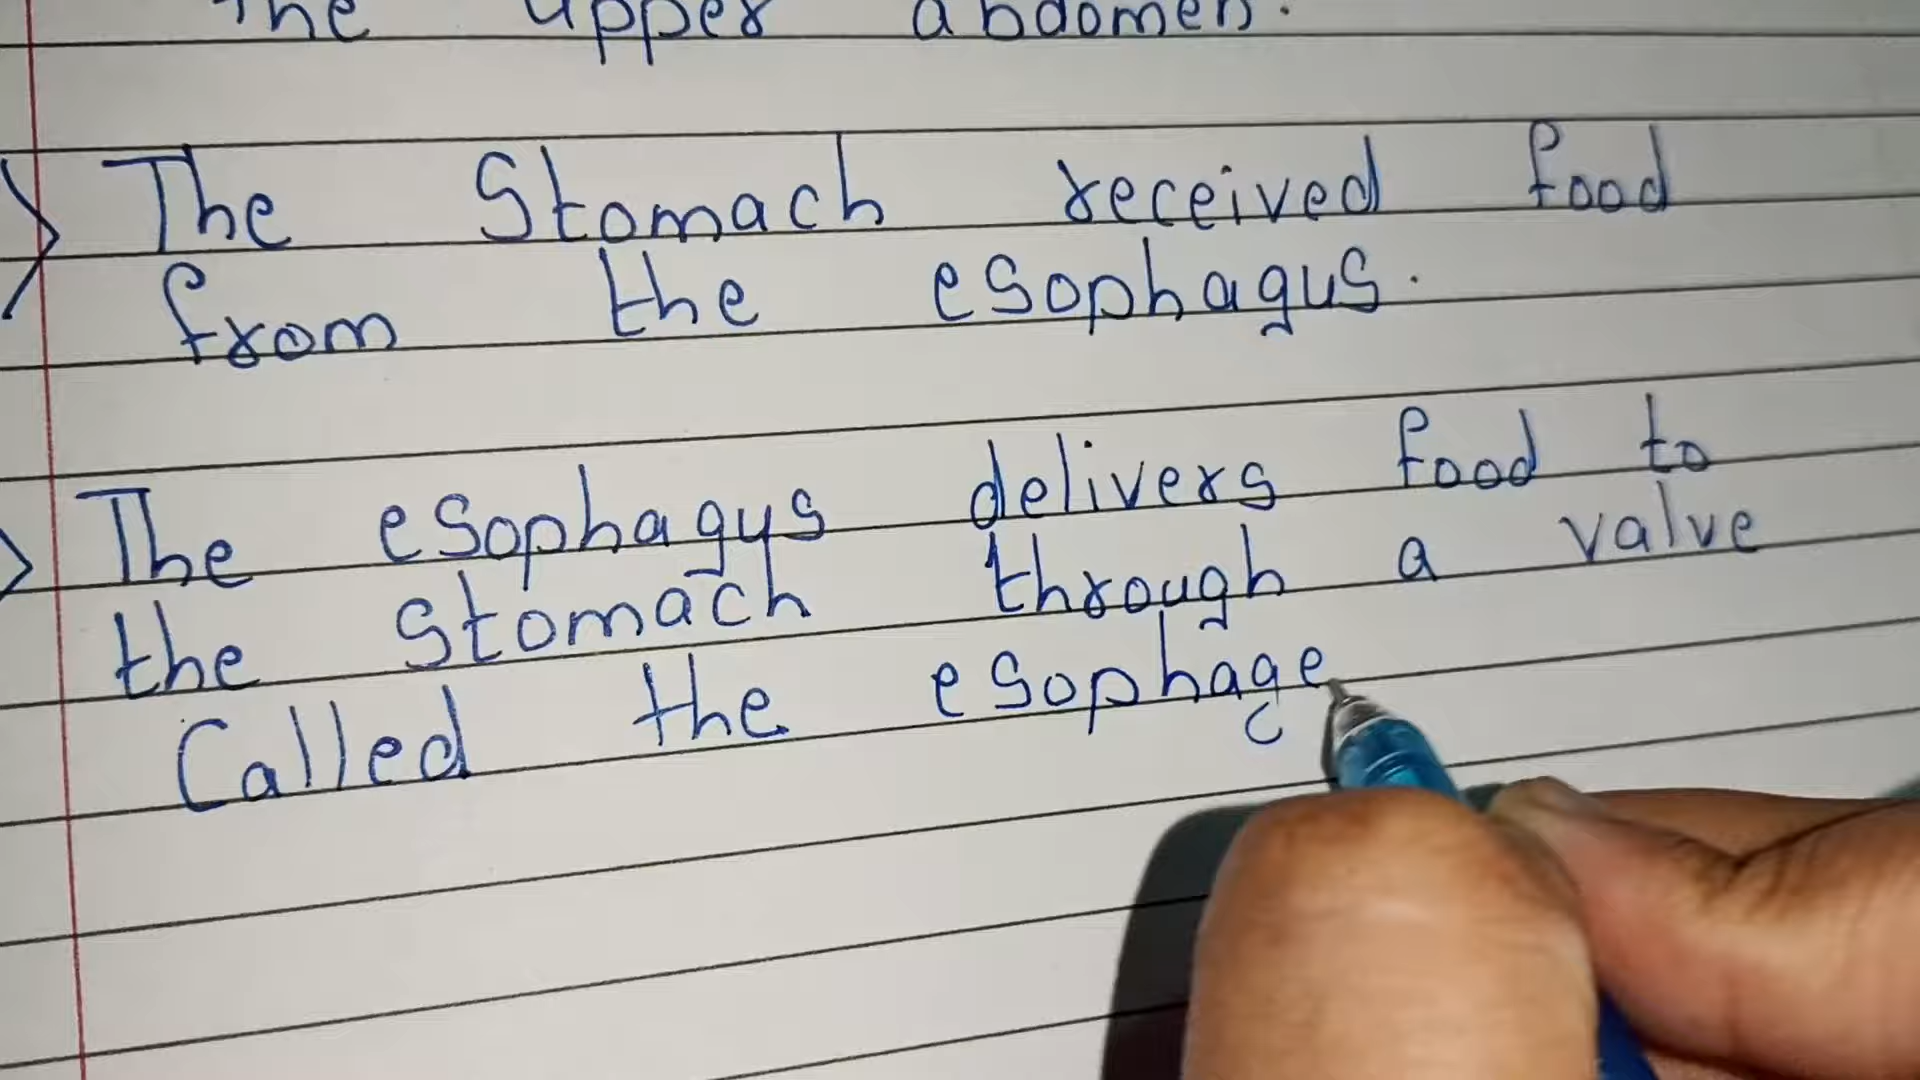 The upper abdomen.
The Stomach received food
from the esophagus.
The esophagus delivers food to
the stomach through a valve
Called the esophage